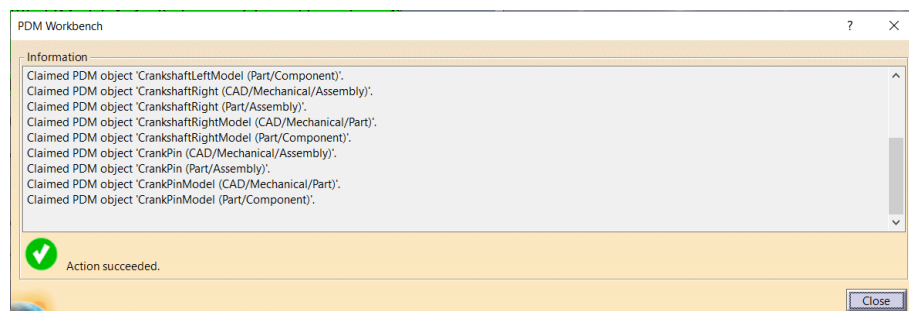 PDM Workbench
? ×
Information
Claimed PDM object 'CrankshaftLeftModel (Part/Component)'.
Claimed PDM object 'CrankshaftRight (CAD/Mechanical/Assembly)'.
Claimed PDM object 'CrankshaftRight (Part/Assembly)'.
Claimed PDM object 'CrankshaftRightModel (CAD/Mechanical/Part)'.
Claimed PDM object 'CrankshaftRightModel (Part/Component)'.
Claimed PDM object 'CrankPin (CAD/Mechanical/Assembly)'.
Claimed PDM object 'CrankPin (Part/Assembly)'.
Claimed PDM object 'CrankPinModel (CAD/Mechanical/Part)'.
Claimed PDM object 'CrankPinModel (Part/Component)'.
Action succeeded.
Close